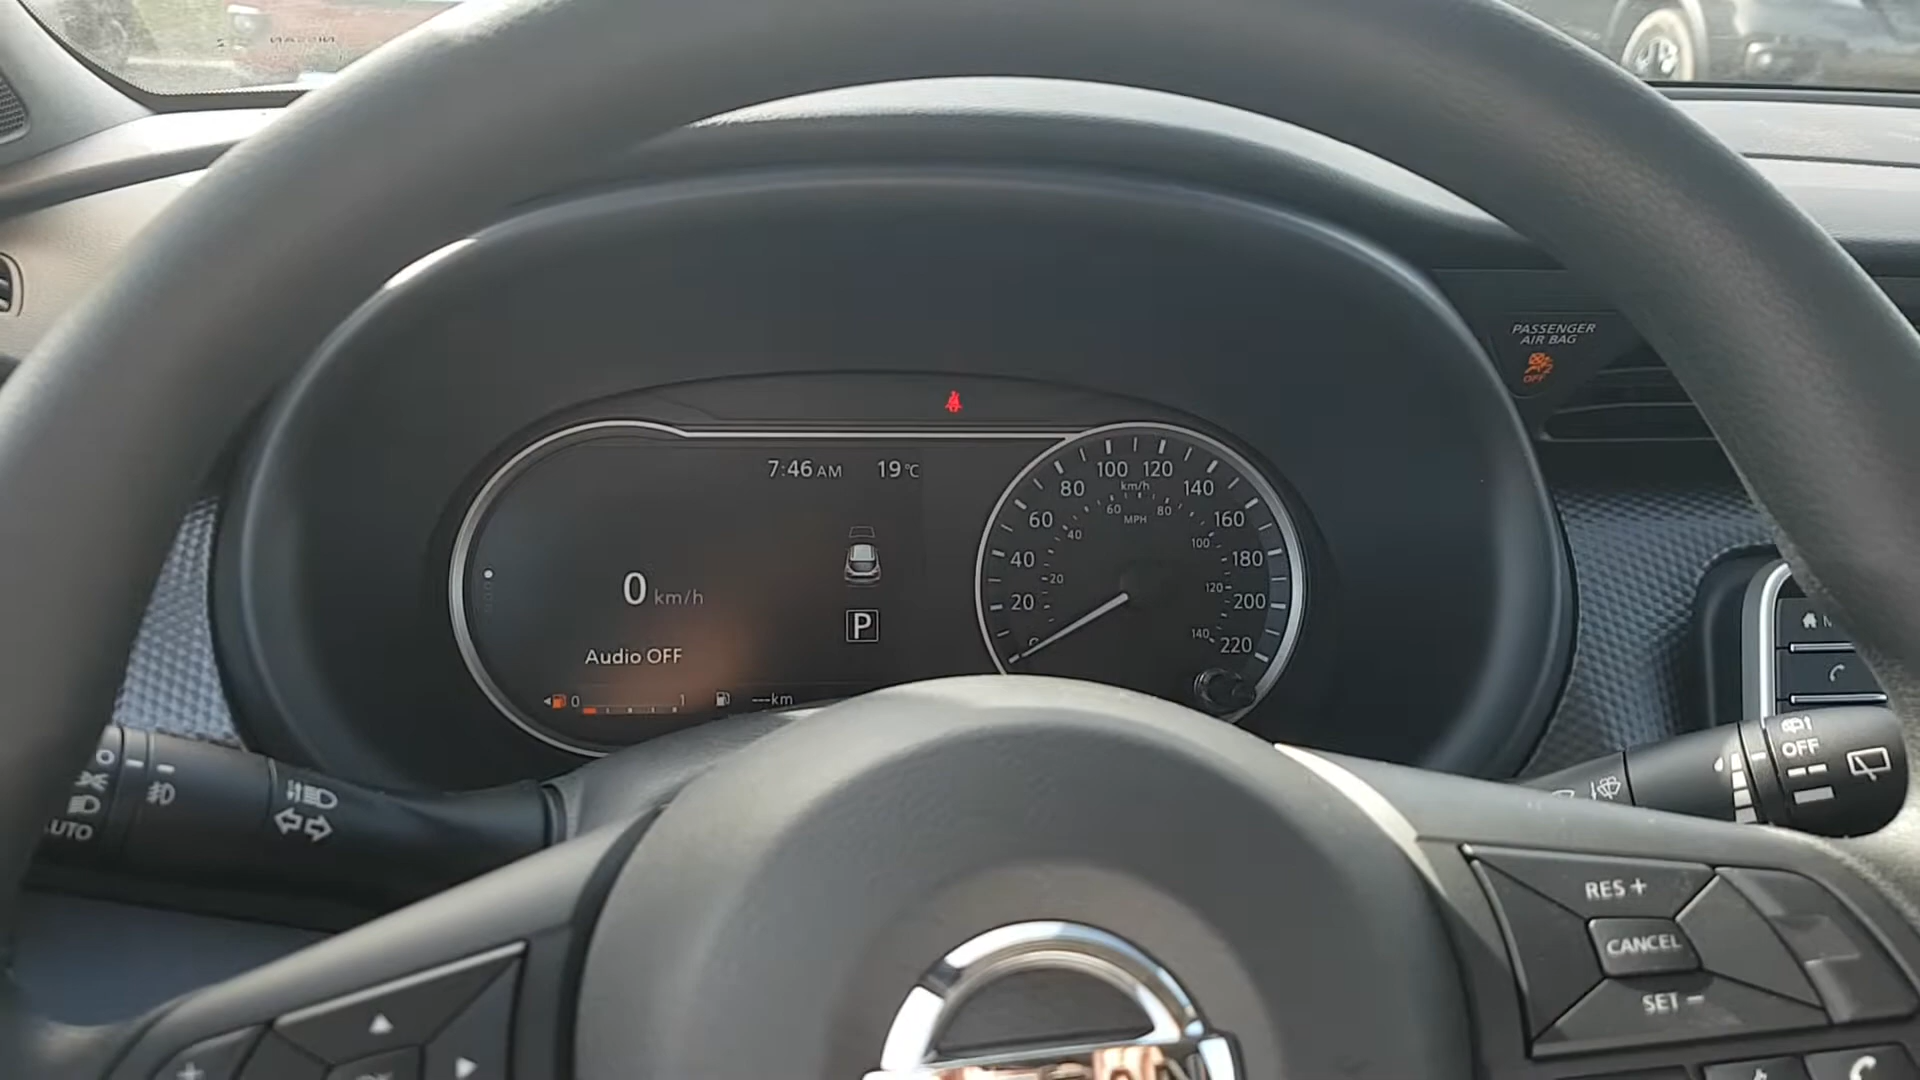 NISSAN
PASSENGER
AIR BAG
OFF
7:46 AM 19°C
0 km/h
P
Audio OFF
0 1 ---km
20 40 60 80 100 120 140 160 180 200 220
km/h
20 40 60 80 100 120 140
MPH
OFF
RES +
CANCEL
SET −